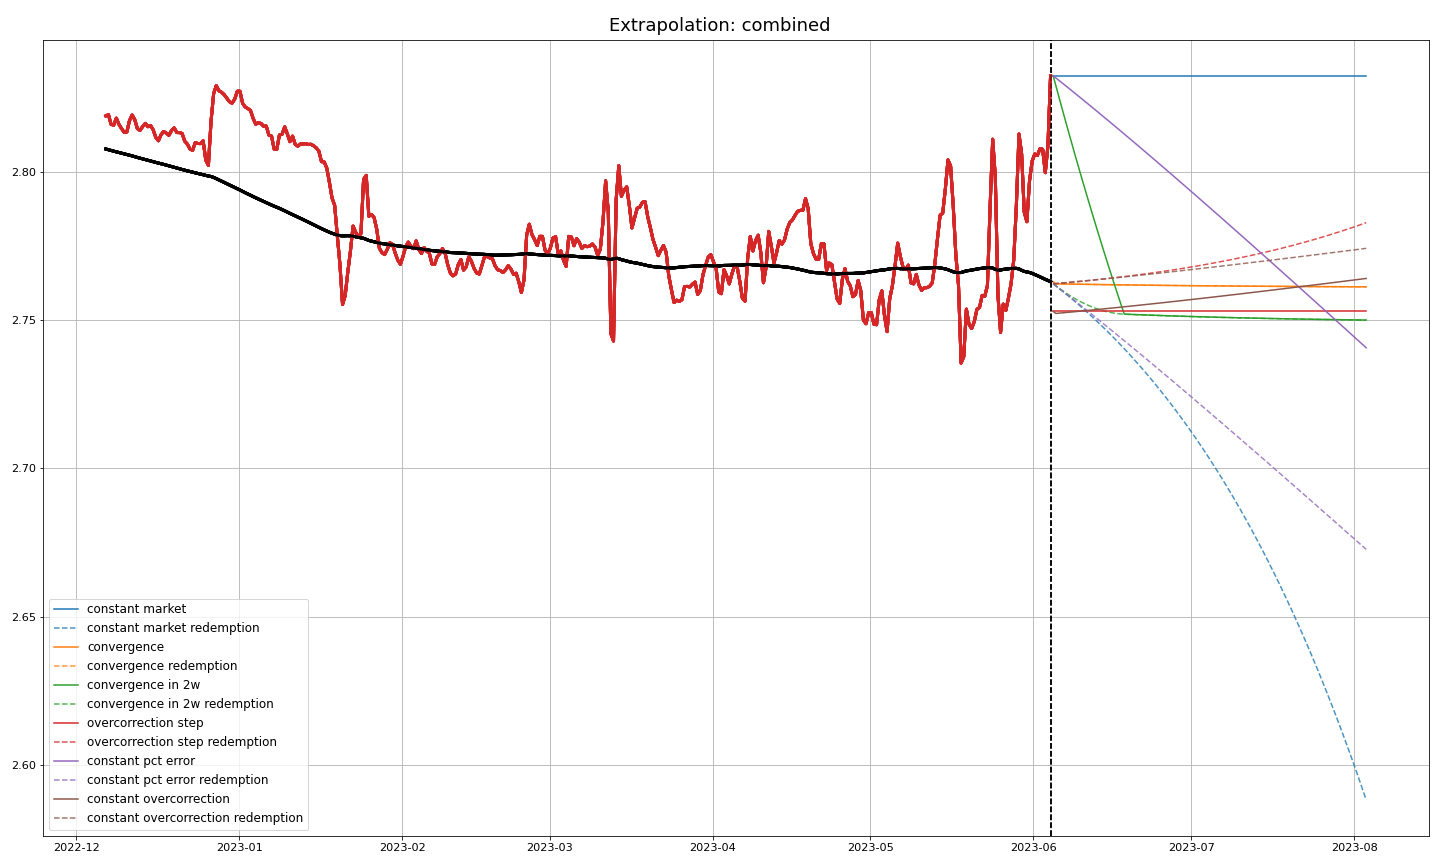 Extrapolation: combined
2.80
2.75
2.70
2.65
2.60
constant market
constant market redemption
convergence
convergence redemption
convergence in 2w
convergence in 2w redemption
overcorrection step
overcorrection step redemption
constant pct error
constant pct error redemption
constant overcorrection
constant overcorrection redemption
2022-12 2023-01 2023-02 2023-03 2023-04 2023-05 2023-06 2023-07 2023-08